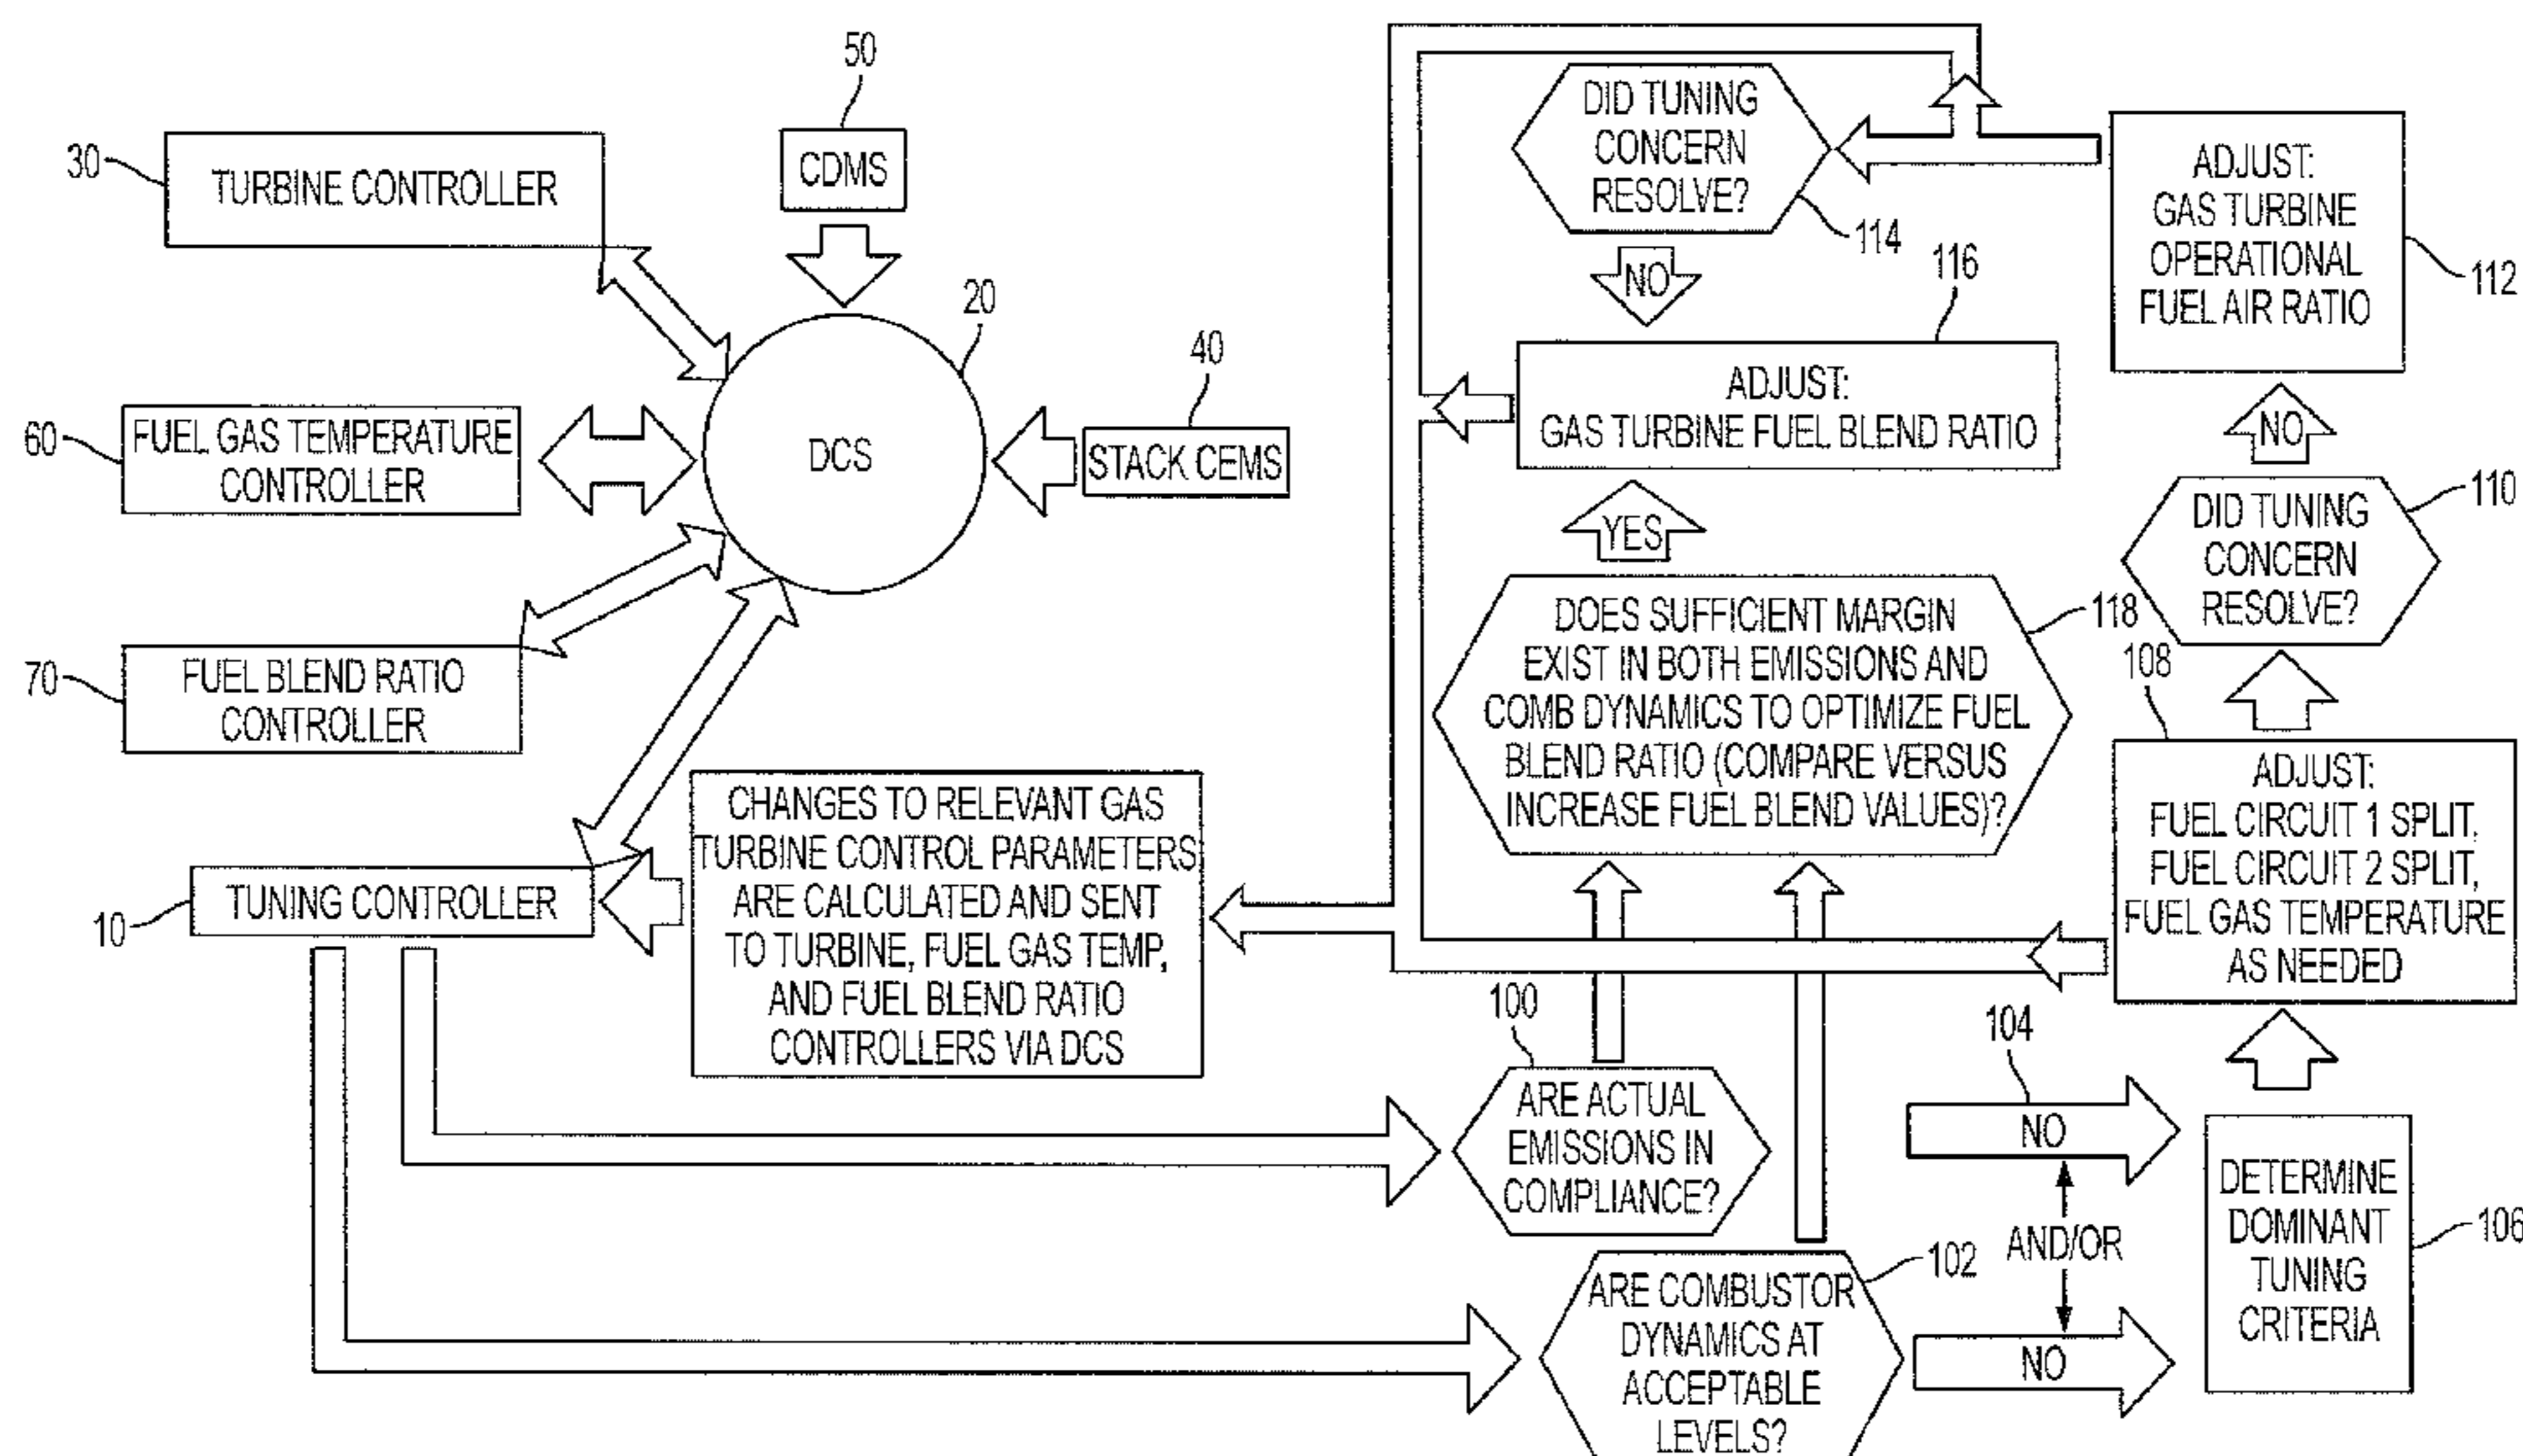 50
30
TURBINE CONTROLLER
CDMS
20
40
60
FUEL GAS TEMPERATURE
CONTROLLER
DCS
STACK CEMS
70
FUEL BLEND RATIO
CONTROLLER
10
TUNING CONTROLLER
CHANGES TO RELEVANT GAS
TURBINE CONTROL PARAMETERS
ARE CALCULATED AND SENT
TO TURBINE, FUEL GAS TEMP,
AND FUEL BLEND RATIO
CONTROLLERS VIA DCS
DID TUNING
CONCERN
RESOLVE?
114
NO
116
ADJUST:
GAS TURBINE FUEL BLEND RATIO
YES
DOES SUFFICIENT MARGIN
EXIST IN BOTH EMISSIONS AND
COMB DYNAMICS TO OPTIMIZE FUEL
BLEND RATIO (COMPARE VERSUS
INCREASE FUEL BLEND VALUES)?
118
ADJUST:
GAS TURBINE
OPERATIONAL
FUEL AIR RATIO
112
NO
DID TUNING
CONCERN
RESOLVE?
110
108
ADJUST:
FUEL CIRCUIT 1 SPLIT,
FUEL CIRCUIT 2 SPLIT,
FUEL GAS TEMPERATURE
AS NEEDED
100
ARE ACTUAL
EMISSIONS IN
COMPLIANCE?
104
NO
AND/OR
NO
102
ARE COMBUSTOR
DYNAMICS AT
ACCEPTABLE
LEVELS?
DETERMINE
DOMINANT
TUNING
CRITERIA
106